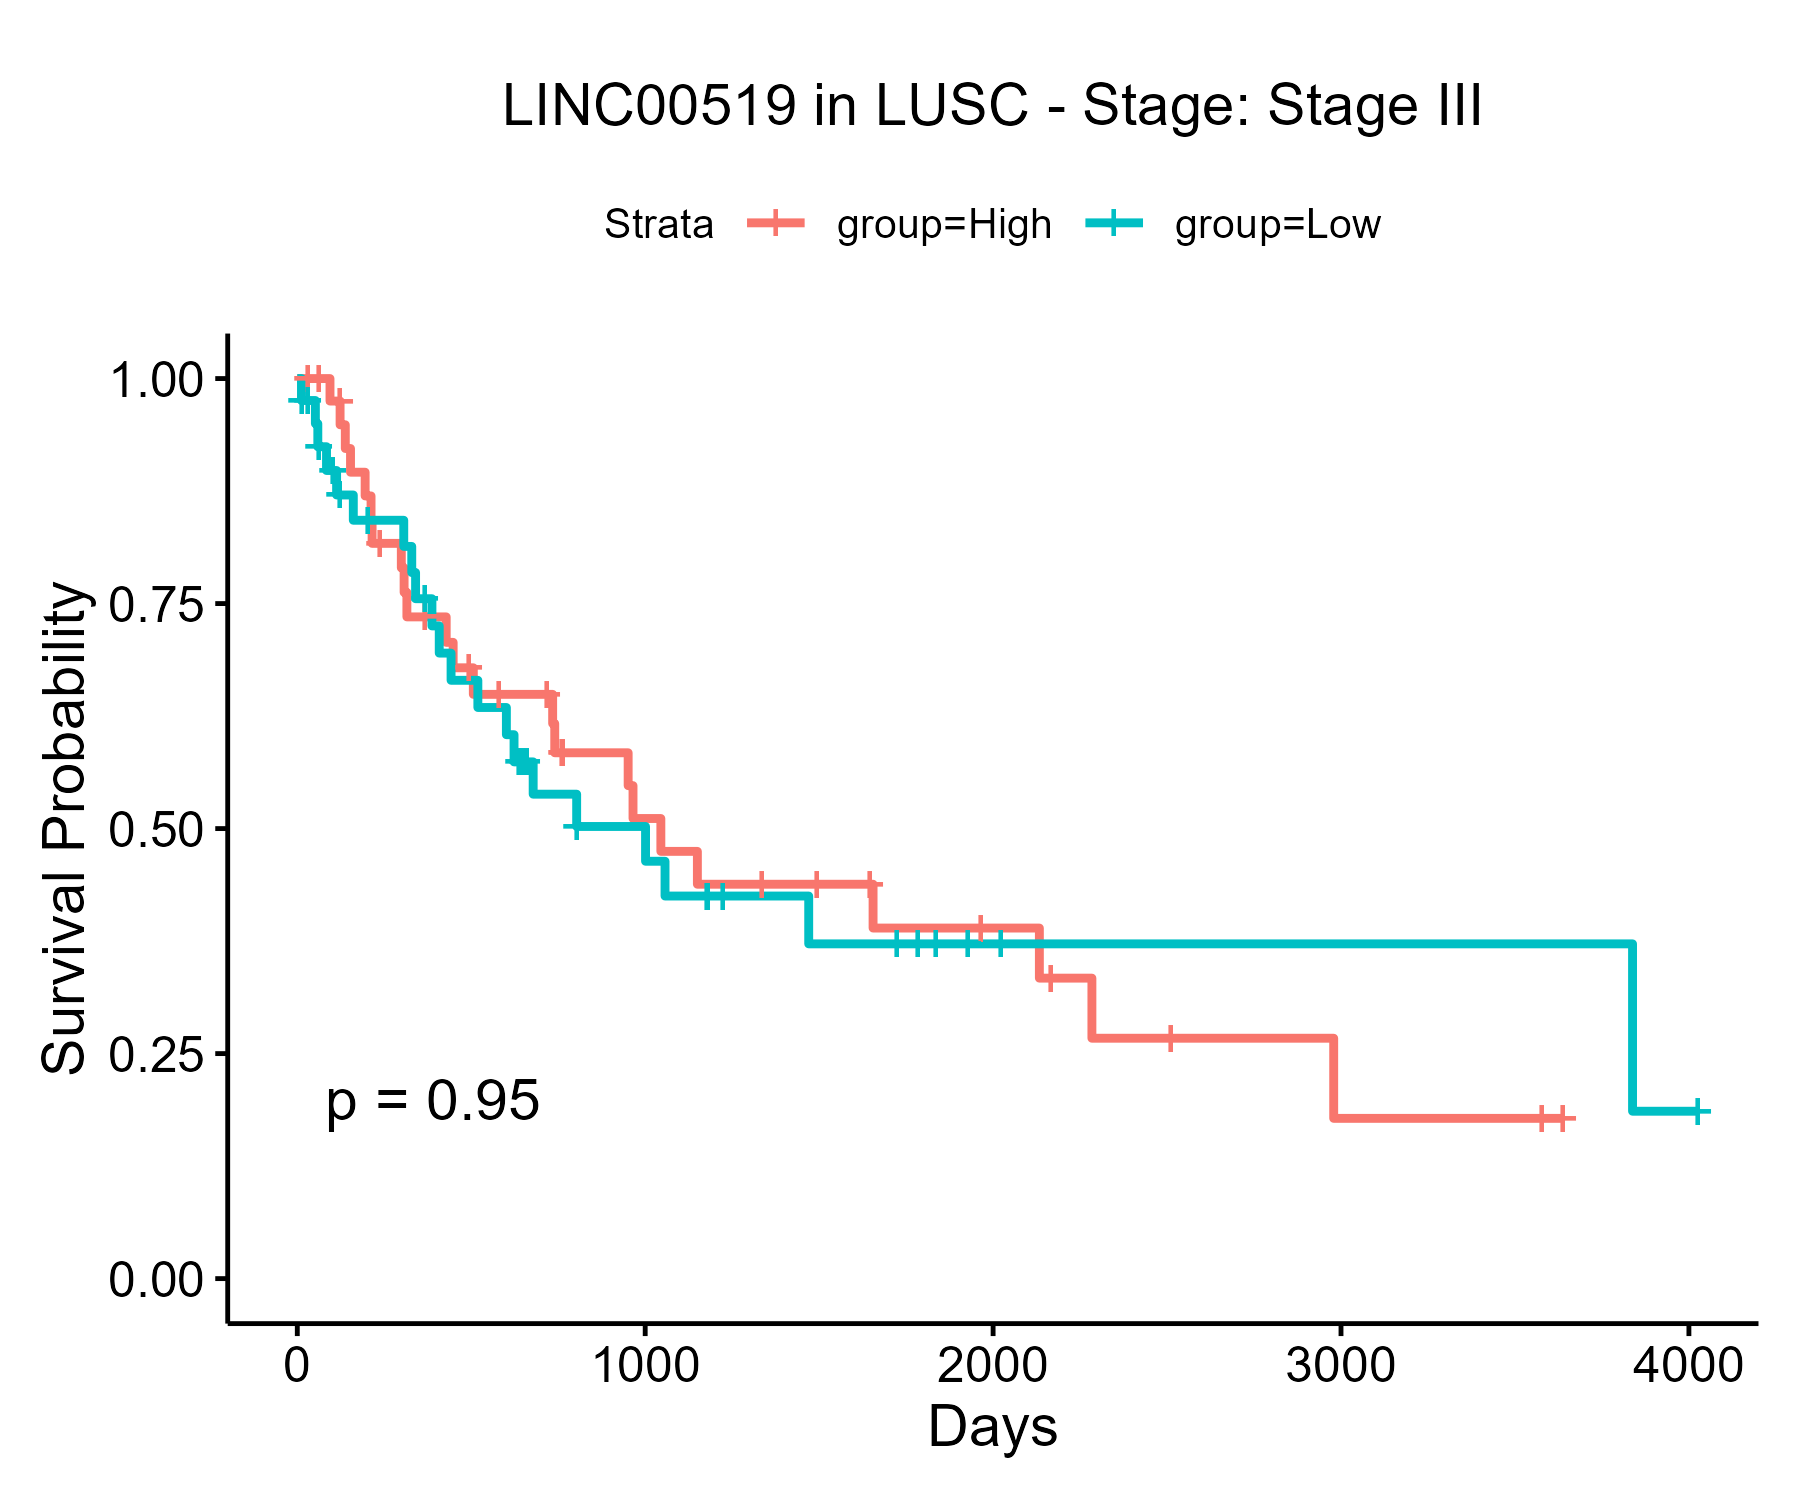 LINC00519 in LUSC - Stage: Stage III
Strata group=High group=Low
Survival Probability
1.00
0.75
0.50
0.25
0.00
p = 0.95
0 1000 2000 3000 4000
Days